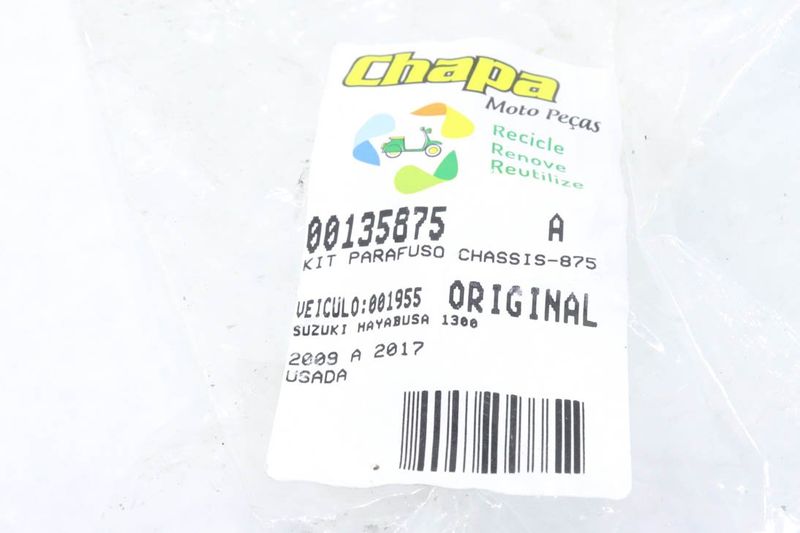 Chapa
Moto Peças
Recicle
Renove
Reutilize
00135875 A
KIT PARAFUSO CHASSIS-875
VEICULO:001955 ORIGINAL
SUZUKI HAYABUSA 1300
2009 A 2017
USADA